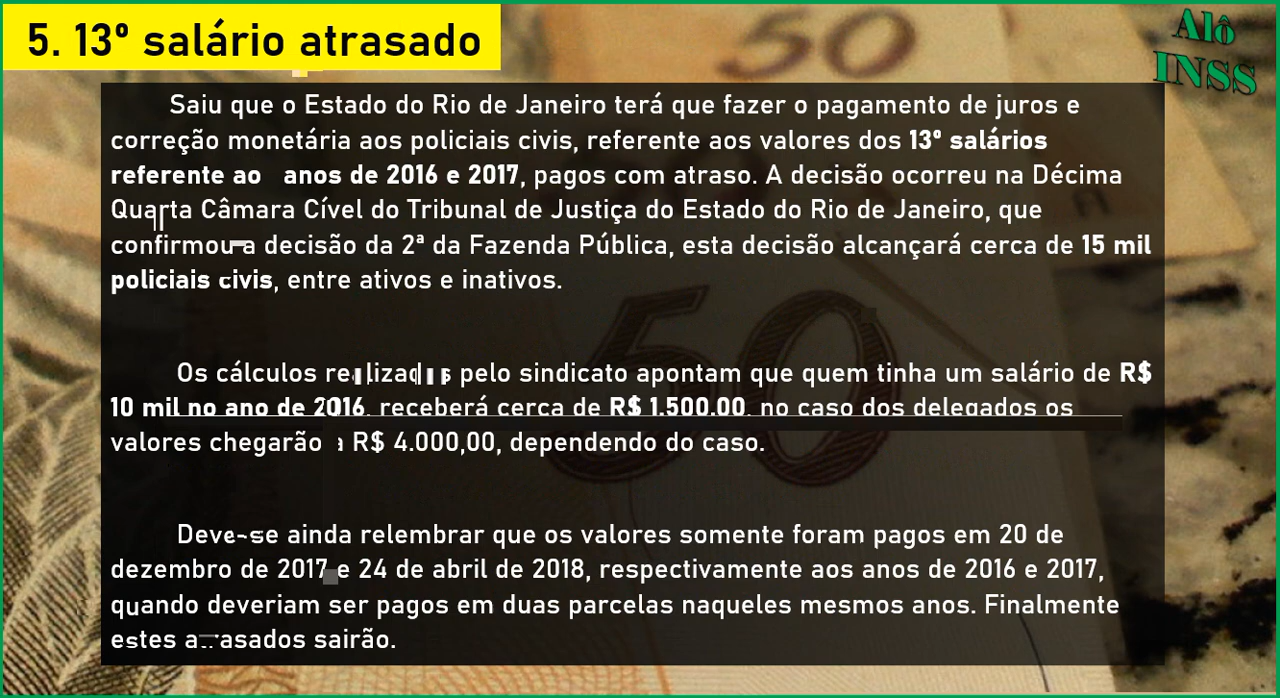 5. 13º salário atrasado
Alô
INSS
50
Saiu que o Estado do Rio de Janeiro terá que fazer o pagamento de juros e
correção monetária aos policiais civis, referente aos valores dos 13º salários
referente ao anos de 2016 e 2017, pagos com atraso. A decisão ocorreu na Décima
Quarta Câmara Cível do Tribunal de Justiça do Estado do Rio de Janeiro, que
confirmou a decisão da 2ª da Fazenda Pública, esta decisão alcançará cerca de 15 mil
policiais civis, entre ativos e inativos.
50
Os cálculos realizados pelo sindicato apontam que quem tinha um salário de R$
10 mil no ano de 2016, receberá cerca de R$ 1.500,00, no caso dos delegados os
valores chegarão a R$ 4.000,00, dependendo do caso.
Deve-se ainda relembrar que os valores somente foram pagos em 20 de
dezembro de 2017 e 24 de abril de 2018, respectivamente aos anos de 2016 e 2017,
quando deveriam ser pagos em duas parcelas naqueles mesmos anos. Finalmente
estes atrasados sairão.